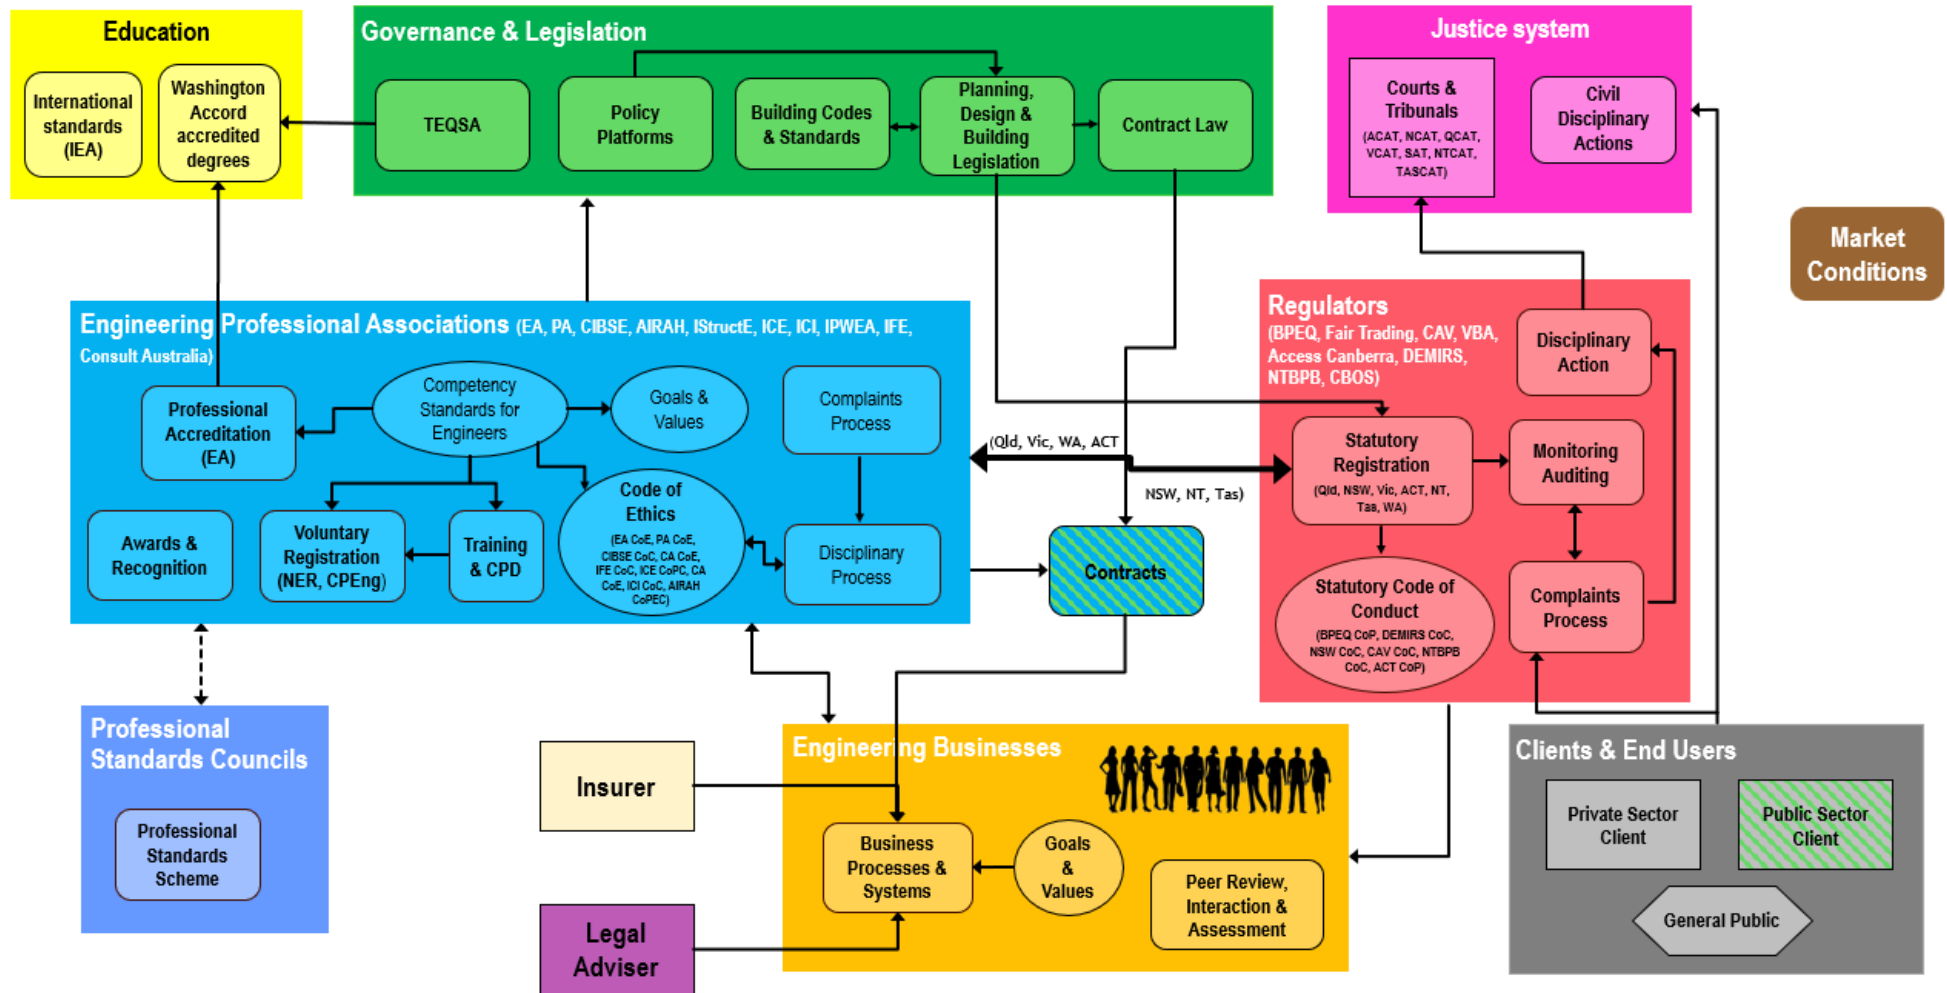 Education
International
standards
(IEA)
Washington
Accord
accredited
degrees
Governance & Legislation
TEQSA
Policy
Platforms
Building Codes
& Standards
Planning,
Design &
Building
Legislation
Contract Law
Justice system
Courts &
Tribunals
(ACAT, NCAT, QCAT,
VCAT, SAT, NTCAT,
TASCAT)
Civil
Disciplinary
Actions
Market
Conditions
Engineering Professional Associations (EA, PA, CIBSE, AIRAH, IStructE, ICE, ICI, IPWEA, IFE,
Consult Australia)
Professional
Accreditation
(EA)
Competency
Standards for
Engineers
Goals &
Values
Complaints
Process
Awards &
Recognition
Voluntary
Registration
(NER, CPEng)
Training
& CPD
Code of
Ethics
(EA CoE, PA CoE,
CIBSE CoC, CA CoE,
IFE CoC, ICE CoPC, CA
CoE, ICI CoC, AIRAH
CoPEC)
Disciplinary
Process
(Qld, Vic, WA, ACT
NSW, NT, Tas)
Contracts
Regulators
(BPEQ, Fair Trading, CAV, VBA,
Access Canberra, DEMIRS,
NTBPB, CBOS)
Disciplinary
Action
Statutory
Registration
(Qld, NSW, Vic, ACT, NT,
Tas, WA)
Monitoring
Auditing
Statutory Code of
Conduct
(BPEQ CoP, DEMIRS CoC,
NSW CoC, CAV CoC, NTBPB
CoC, ACT CoP)
Complaints
Process
Professional
Standards Councils
Professional
Standards
Scheme
Insurer
Legal
Adviser
Engineering Businesses
Business
Processes &
Systems
Goals
&
Values
Peer Review,
Interaction &
Assessment
Clients & End Users
Private Sector
Client
Public Sector
Client
General Public